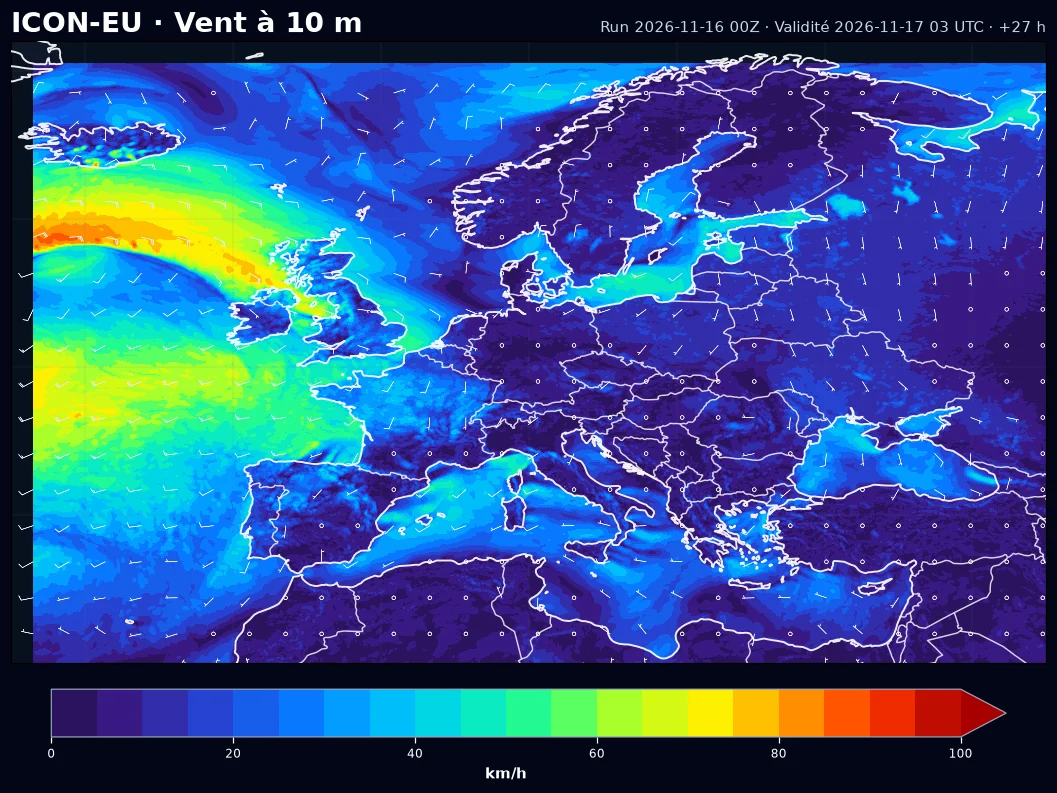 ICON-EU · Vent à 10 m
Run 2026-11-16 00Z · Validité 2026-11-17 03 UTC · +27 h
0 20 40 60 80 100
km/h